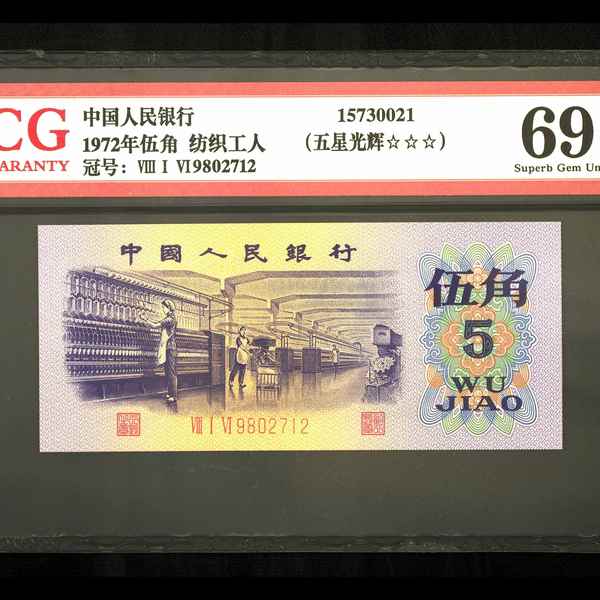 CG
ARANTY
中国人民银行
1972年伍角 纺织工人
冠号: Ⅷ Ⅰ Ⅵ9802712
15730021
(五星光辉☆☆☆)
69
Superb Gem Un
中國人民銀行
伍角
5
WU
JIAO
Ⅷ Ⅰ Ⅵ 9802712